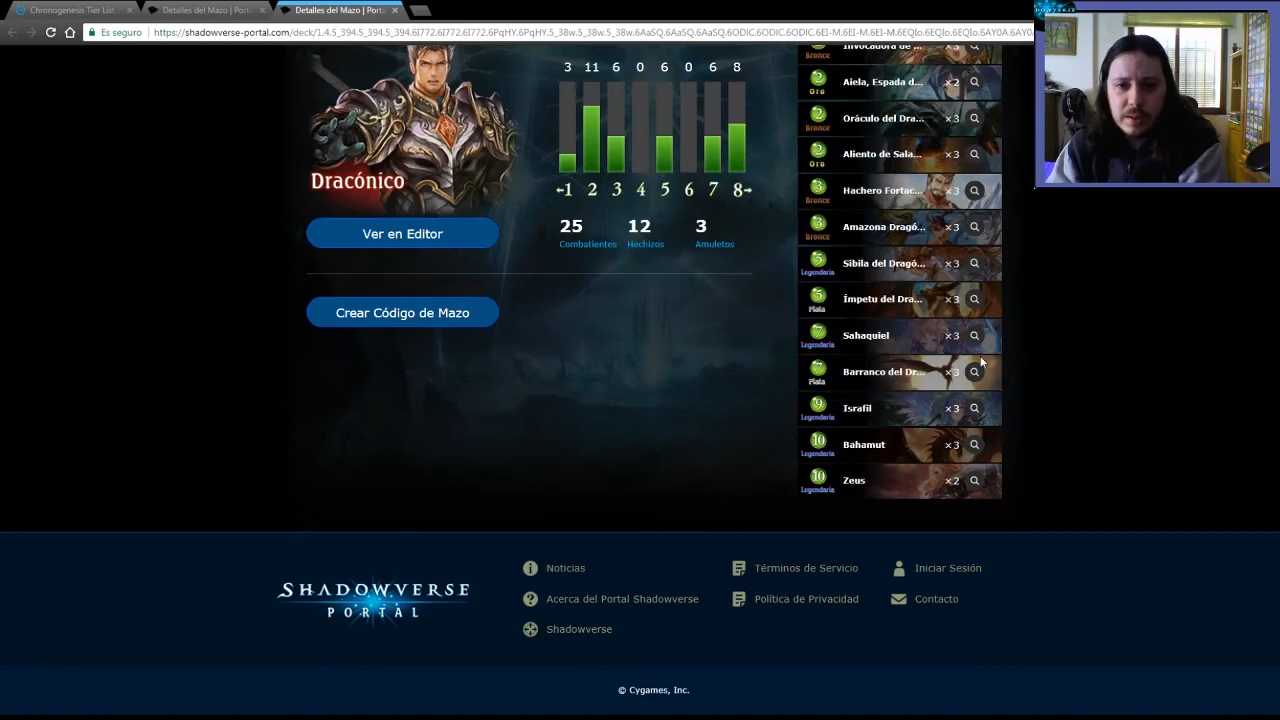 Chronogenesis Tier List
Detalles del Mazo | Port
Detalles del Mazo | Porta
SHADOWVERSE
Es seguro
https://shadowverse-portal.com/deck/1.4.5_394.5_394.5_394.6I772.6I772.6PqHY.6PqHY.5_38w.5_38w.5_38w.6AaSQ.6AaSQ.6AaSQ.6ODIC.6ODIC.6ODIC.6EI-M.6EI-M.6EI-M.6EQIo.6EQIo.6EQIo.6AY0A.6AY0
3 11 6 0 6 0 6 8
←1 2 3 4 5 6 7 8→
Dracónico
25 12 3
Combatientes Hechizos Amuletos
Ver en Editor
Crear Código de Mazo
Bronce Invocadora de ×3
2 Oro Aiela, Espada d... ×2
2 Bronce Oráculo del Dra... ×3
2 Oro Aliento de Sala... ×3
3 Bronce Hachero Fortac... ×3
3 Bronce Amazona Dragó... ×3
5 Legendaria Sibila del Dragó... ×3
5 Plata Ímpetu del Dra... ×3
7 Legendaria Sahaquiel ×3
7 Plata Barranco del Dr... ×3
9 Legendaria Israfil ×3
10 Legendaria Bahamut ×3
10 Legendaria Zeus ×2
SHADOWVERSE
PORTAL
Noticias
Términos de Servicio
Iniciar Sesión
Acerca del Portal Shadowverse
Política de Privacidad
Contacto
Shadowverse
© Cygames, Inc.